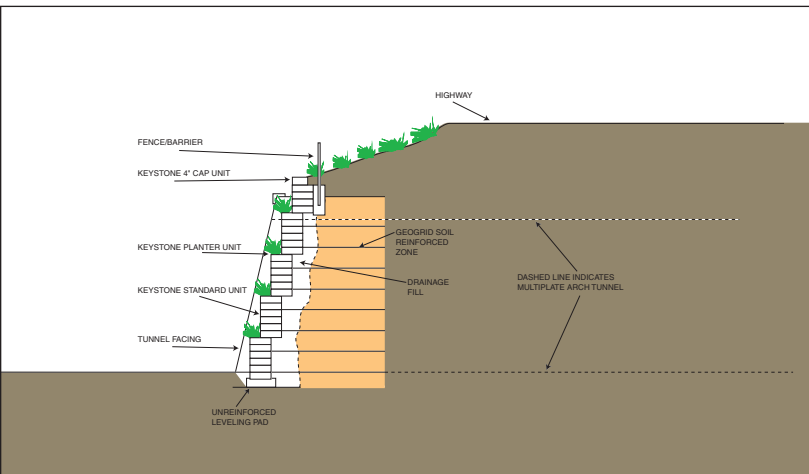 HIGHWAY
FENCE/BARRIER
KEYSTONE 4" CAP UNIT
KEYSTONE PLANTER UNIT
KEYSTONE STANDARD UNIT
TUNNEL FACING
UNREINFORCED
LEVELING PAD
GEOGRID SOIL
REINFORCED
ZONE
DRAINAGE
FILL
DASHED LINE INDICATES
MULTIPLATE ARCH TUNNEL